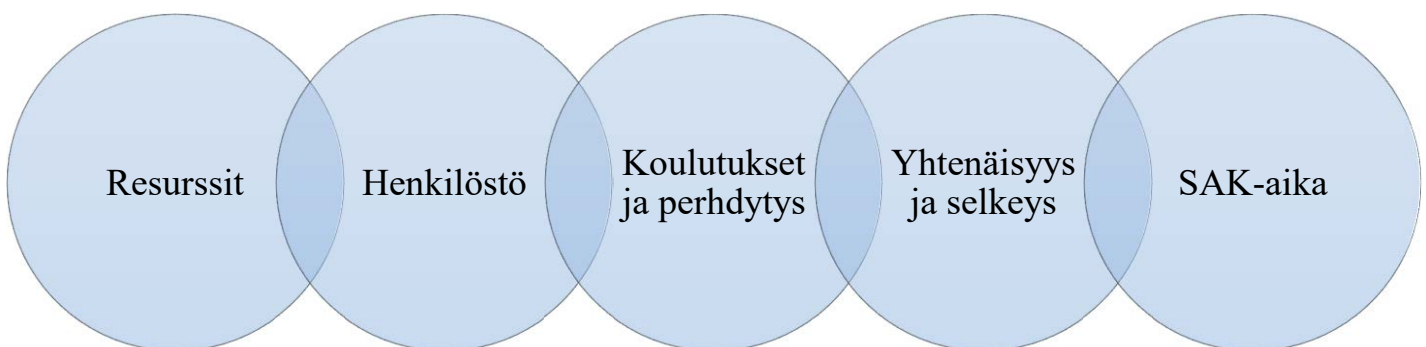 Resurssit
Henkilöstö
Koulutukset
ja perhdytys
Yhtenäisyys
ja selkeys
SAK-aika